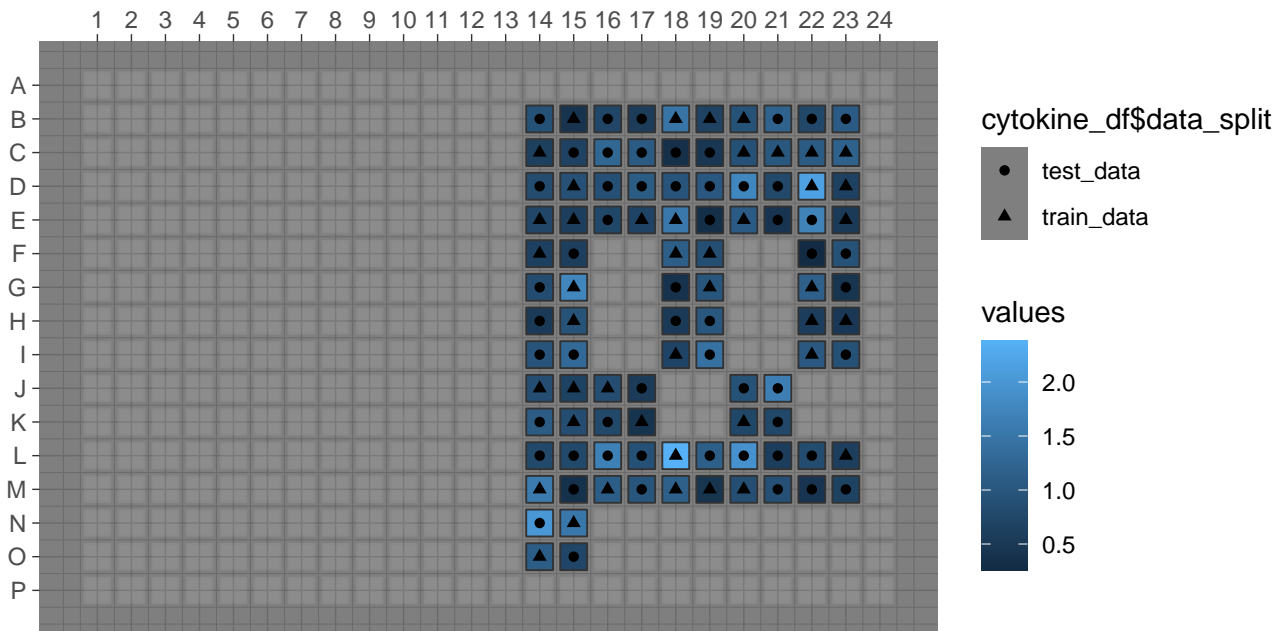 1 2 3 4 5 6 7 8 9 10 11 12 13 14 15 16 17 18 19 20 21 22 23 24
A
B
C
D
E
F
G
H
I
J
K
L
M
N
O
P
cytokine_df$data_split
test_data
train_data
values
2.0
1.5
1.0
0.5